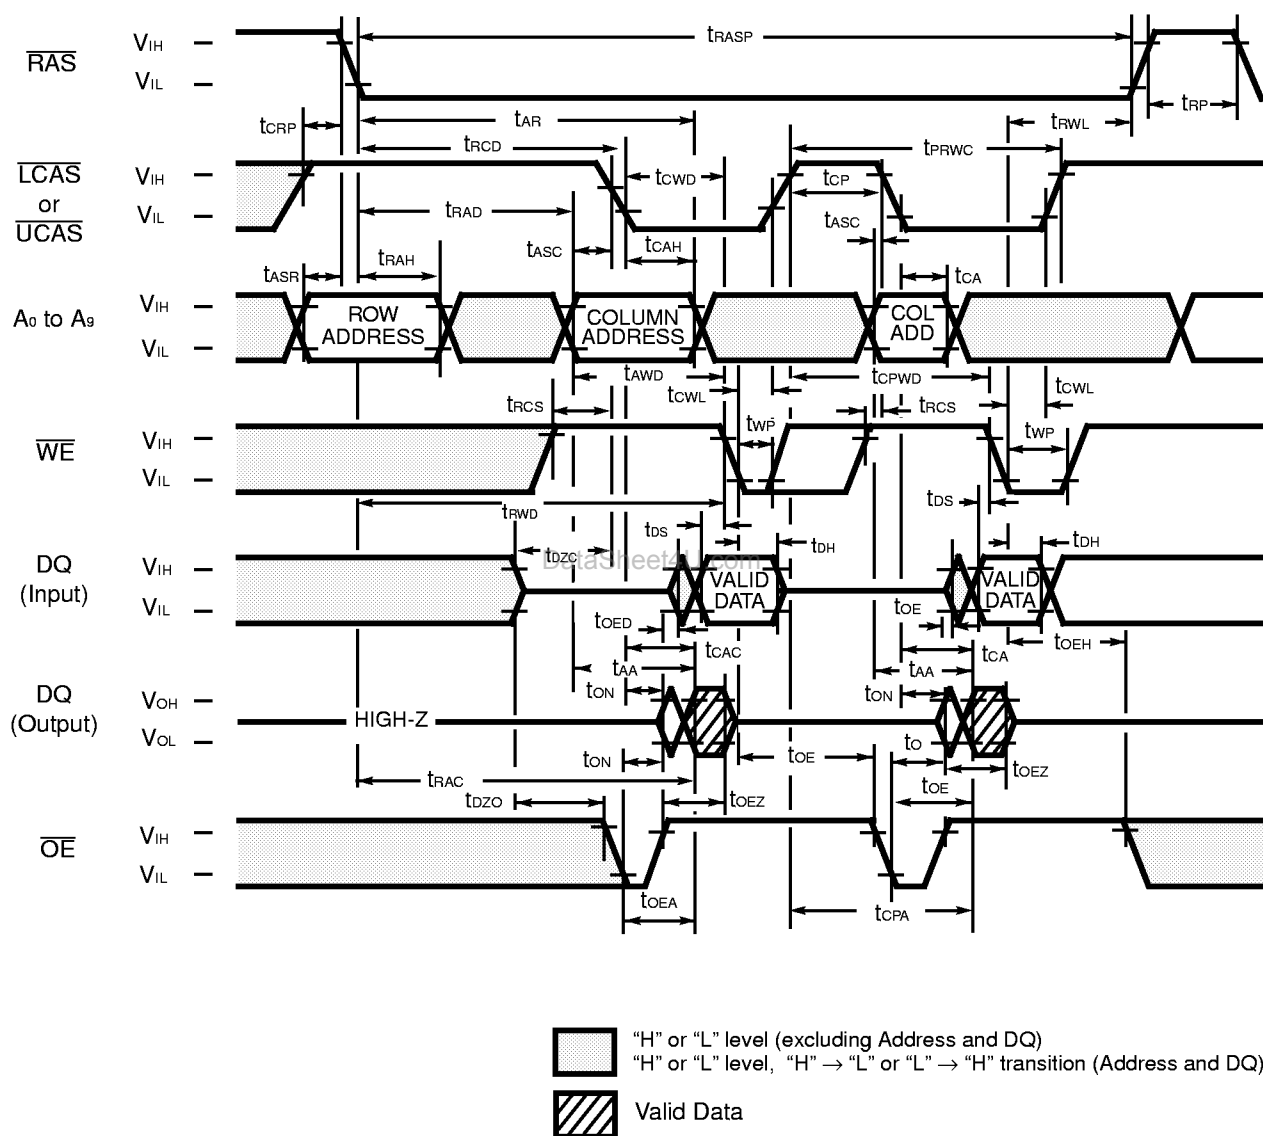 RAS
VIH
VIL
tRASP
tRP
tCRP
tAR
tRWL
tRCD
tPRWC
LCAS
or
UCAS
VIH
VIL
tCWD
tCP
tRAD
tASC
tASC
tCAH
tRAH
tASR
tCA
A0 to A9
VIH
VIL
ROW
ADDRESS
COLUMN
ADDRESS
COL
ADD
tAWD
tCPWD
tCWL
tCWL
tRCS
tRCS
WE
VIH
VIL
tWP
tWP
tRWD
tDS
tDS
tDZC
tDH
tDH
DataSheet4U.com
DQ
(Input)
VIH
VIL
VALID
DATA
VALID
DATA
tOED
tOE
tOEH
tCAC
tCA
tAA
tAA
tON
tON
DQ
(Output)
VOH
VOL
HIGH-Z
tON
tOE
tO
tOEZ
tRAC
tDZO
tOEZ
tOE
OE
VIH
VIL
tOEA
tCPA
“H” or “L” level (excluding Address and DQ)
“H” or “L” level, “H” → “L” or “L” → “H” transition (Address and DQ)
Valid Data